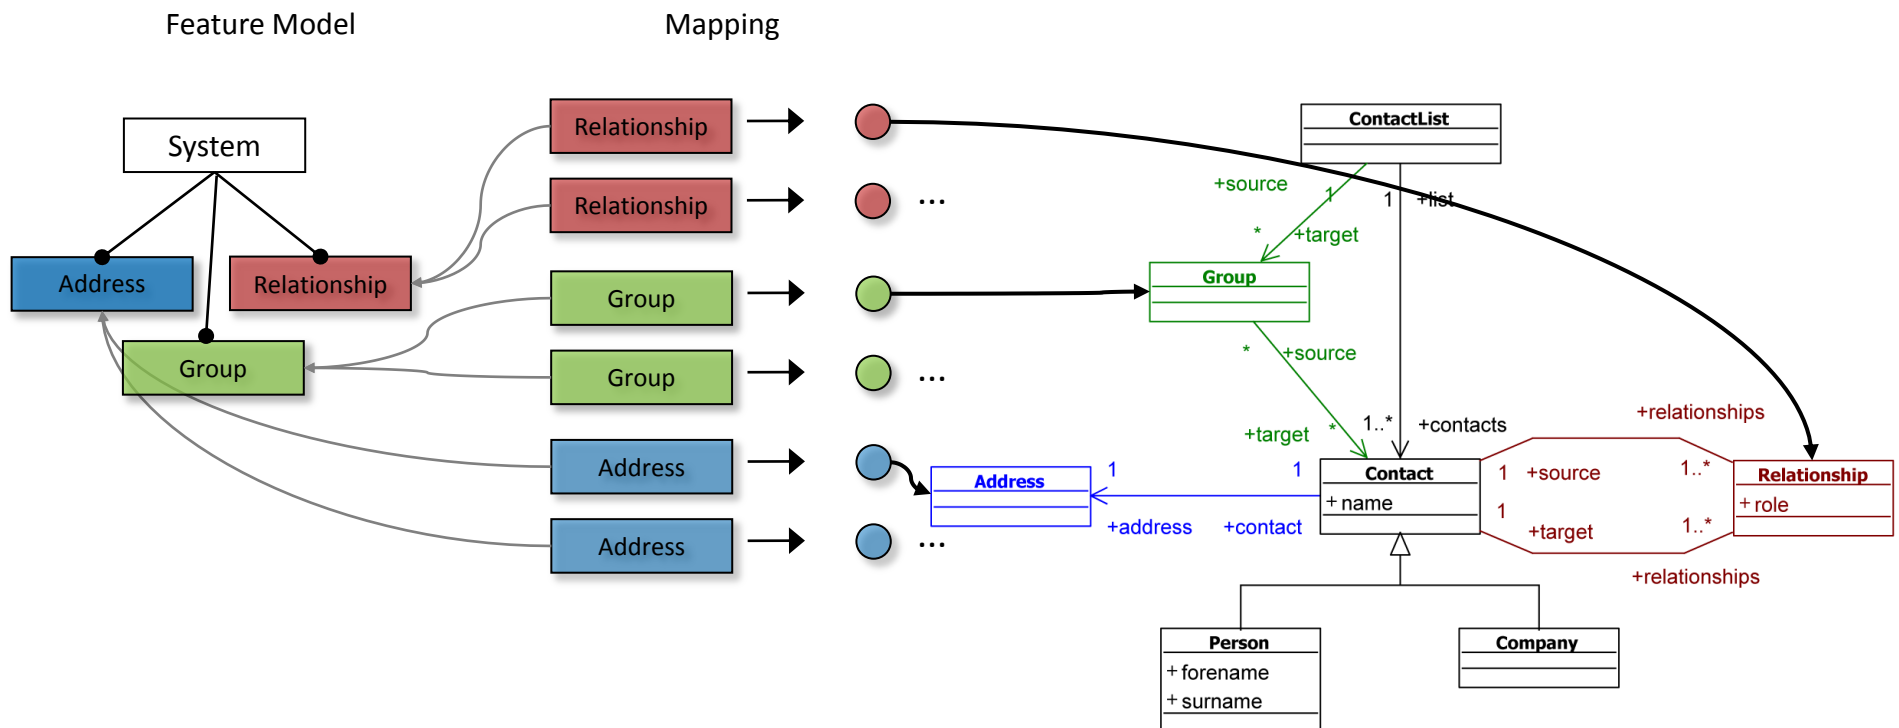 Feature Model
Mapping
System
Address
Relationship
Group
Relationship
Relationship
...
Group
Group
...
Address
Address
...
ContactList
+source
1
1
+list
*
+target
Group
*
+source
1..*
+contacts
+target
*
+relationships
Address
1
1
+address
+contact
Contact
+ name
1
+source
1..*
1
+target
1..*
Relationship
+ role
+relationships
Person
+ forename
+ surname
Company